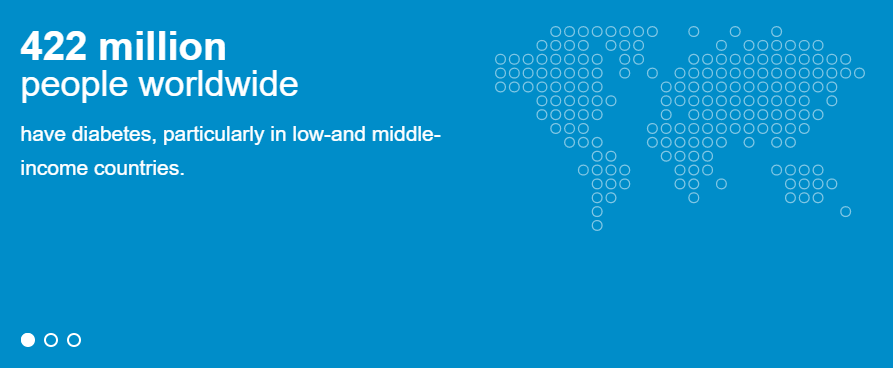 422 million
people worldwide
have diabetes, particularly in low-and middle-
income countries.